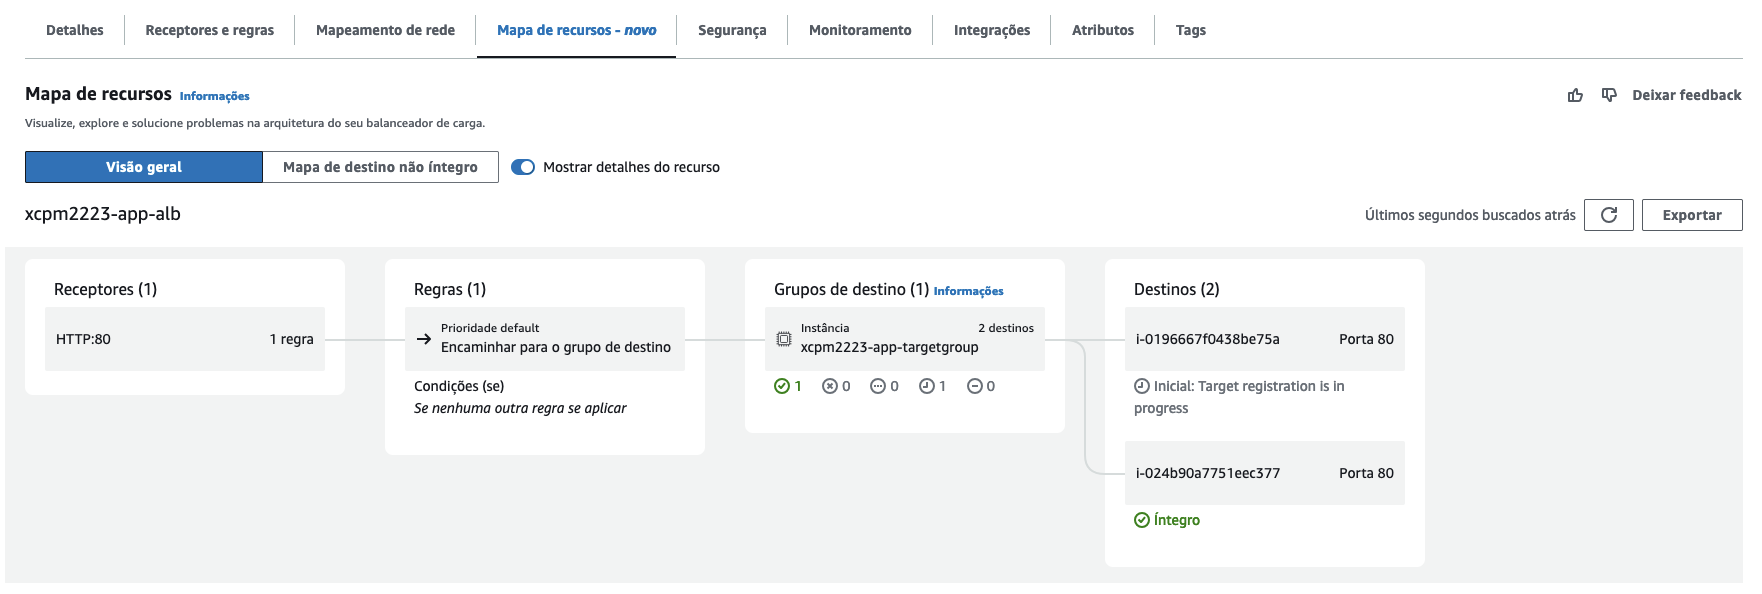 Detalhes
Receptores e regras
Mapeamento de rede
Mapa de recursos - novo
Segurança
Monitoramento
Integrações
Atributos
Tags
Mapa de recursos Informações
Deixar feedback
Visualize, explore e solucione problemas na arquitetura do seu balanceador de carga.
Visão geral
Mapa de destino não íntegro
Mostrar detalhes do recurso
xcpm2223-app-alb
Últimos segundos buscados atrás
Exportar
Receptores (1)
HTTP:80 1 regra
Regras (1)
Prioridade default
Encaminhar para o grupo de destino
Condições (se)
Se nenhuma outra regra se aplicar
Grupos de destino (1) Informações
Instância 2 destinos
xcpm2223-app-targetgroup
1 0 0 1 0
Destinos (2)
i-0196667f0438be75a Porta 80
Inicial: Target registration is in
progress
i-024b90a7751eec377 Porta 80
Íntegro